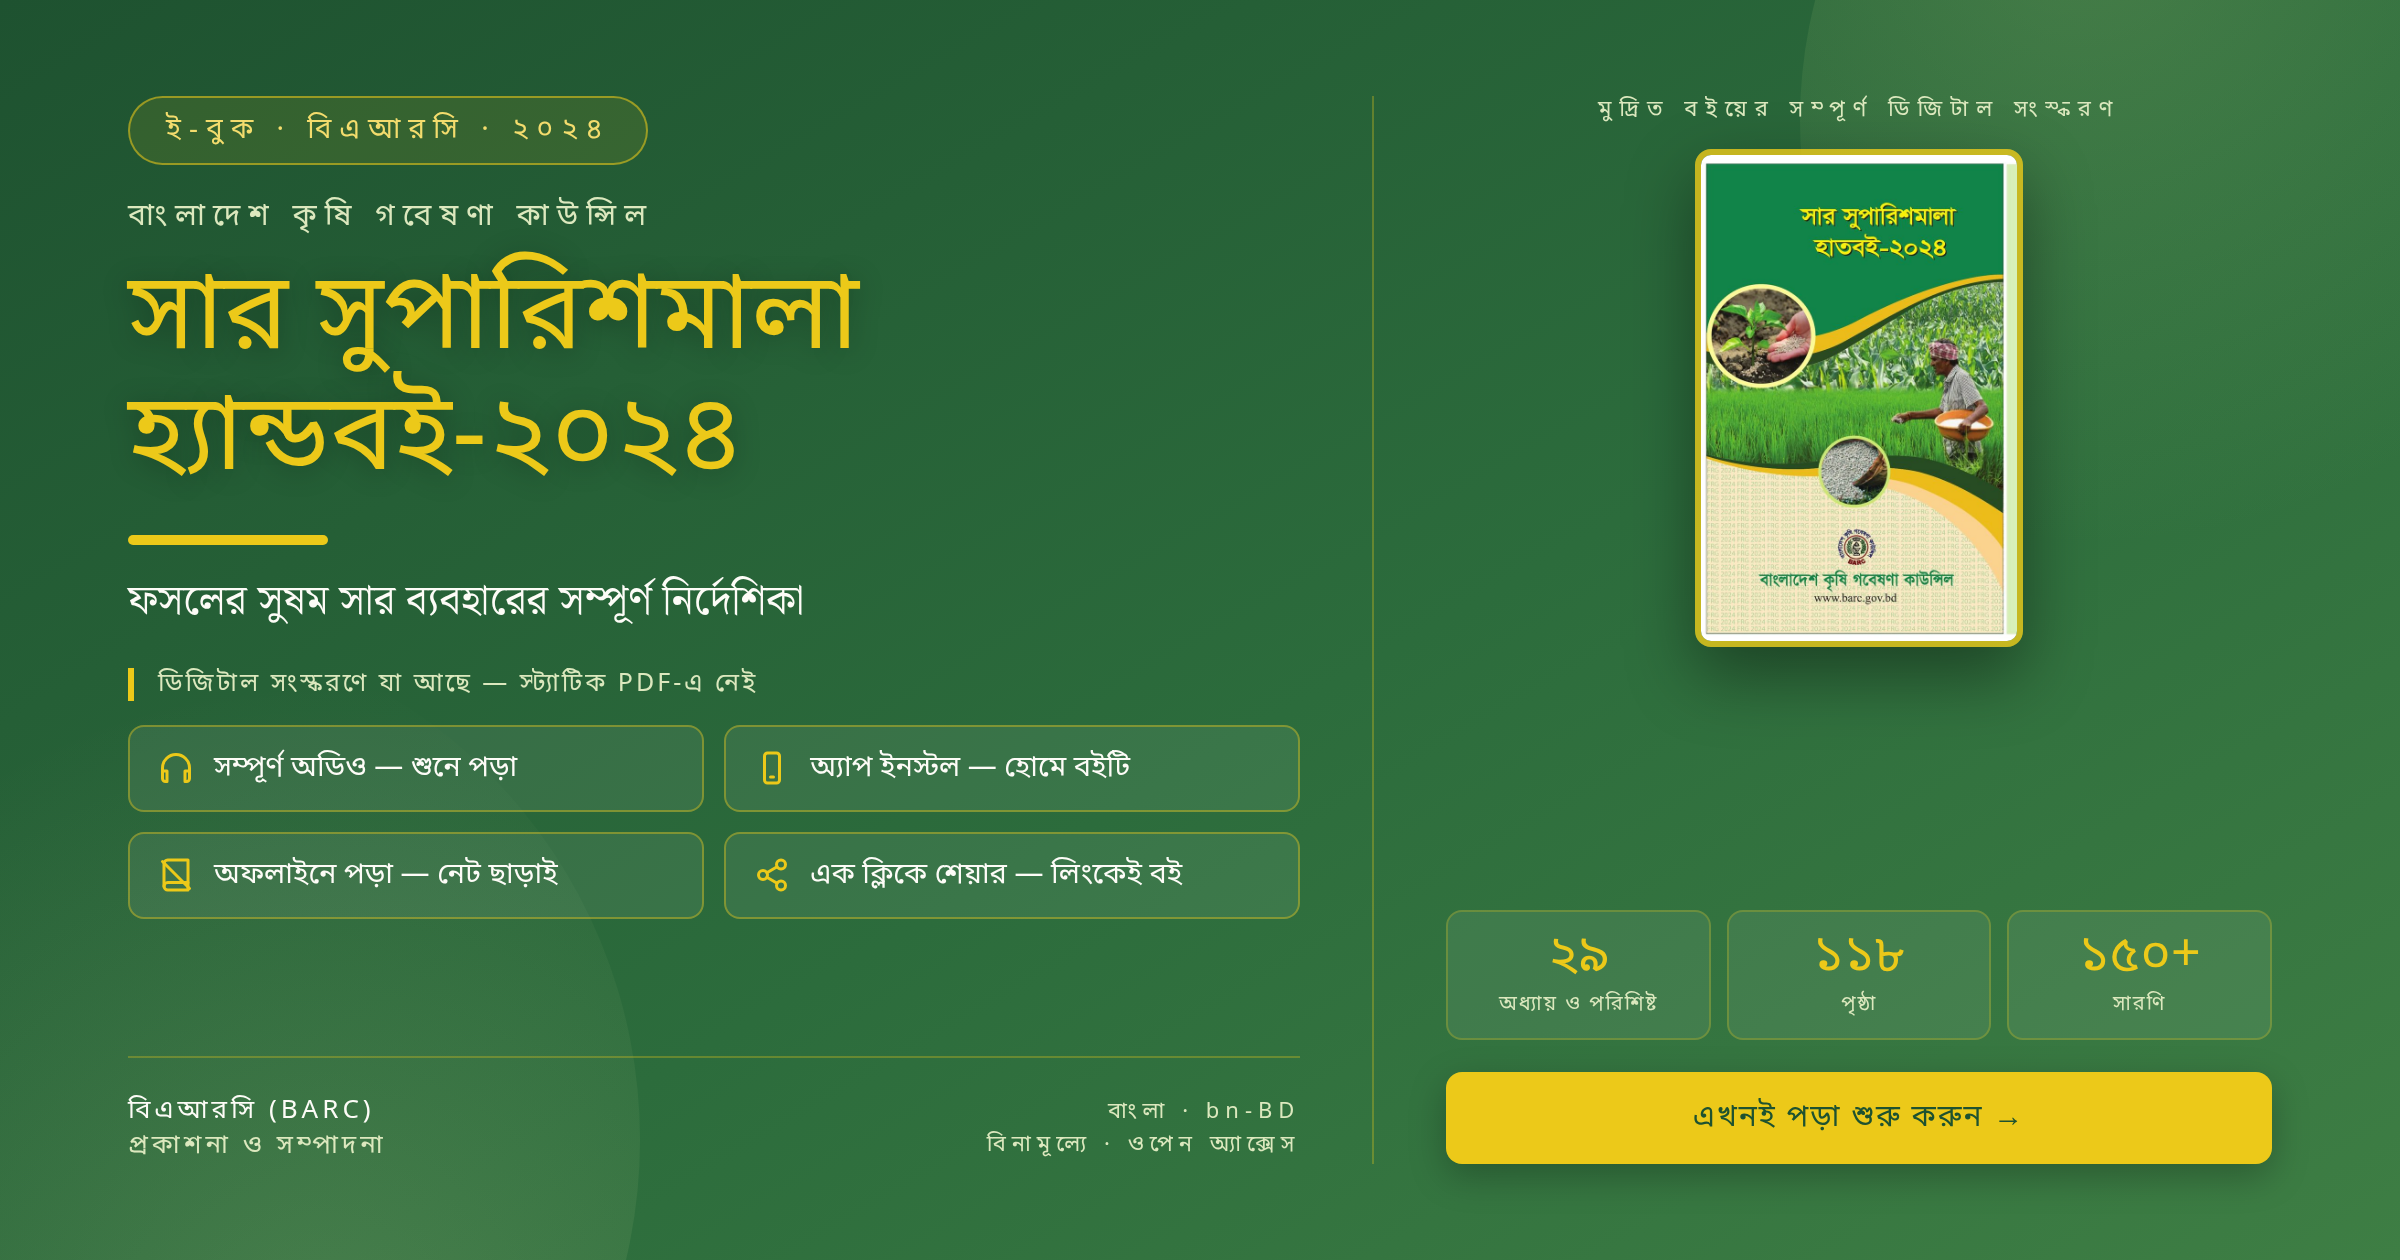 ই-বুক · বিএআরসি · ২০২৪
বাংলাদেশ কৃষি গবেষণা কাউন্সিল
সার সুপারিশমালা
হ্যান্ডবই-২০২৪
ফসলের সুষম সার ব্যবহারের সম্পূর্ণ নির্দেশিকা
ডিজিটাল সংস্করণে যা আছে — স্ট্যাটিক PDF-এ নেই
সম্পূর্ণ অডিও — শুনে পড়া
অ্যাপ ইনস্টল — হোমে বইটি
অফলাইনে পড়া — নেট ছাড়াই
এক ক্লিকে শেয়ার — লিংকেই বই
বিএআরসি (BARC)
প্রকাশনা ও সম্পাদনা
বাংলা · bn-BD
বিনামূল্যে · ওপেন অ্যাক্সেস
মুদ্রিত বইয়ের সম্পূর্ণ ডিজিটাল সংস্করণ
সার সুপারিশমালা
হাতবই-২০২৪
BARC
বাংলাদেশ কৃষি গবেষণা কাউন্সিল
www.barc.gov.bd
২৯
অধ্যায় ও পরিশিষ্ট
১১৮
পৃষ্ঠা
১৫০+
সারণি
এখনই পড়া শুরু করুন →